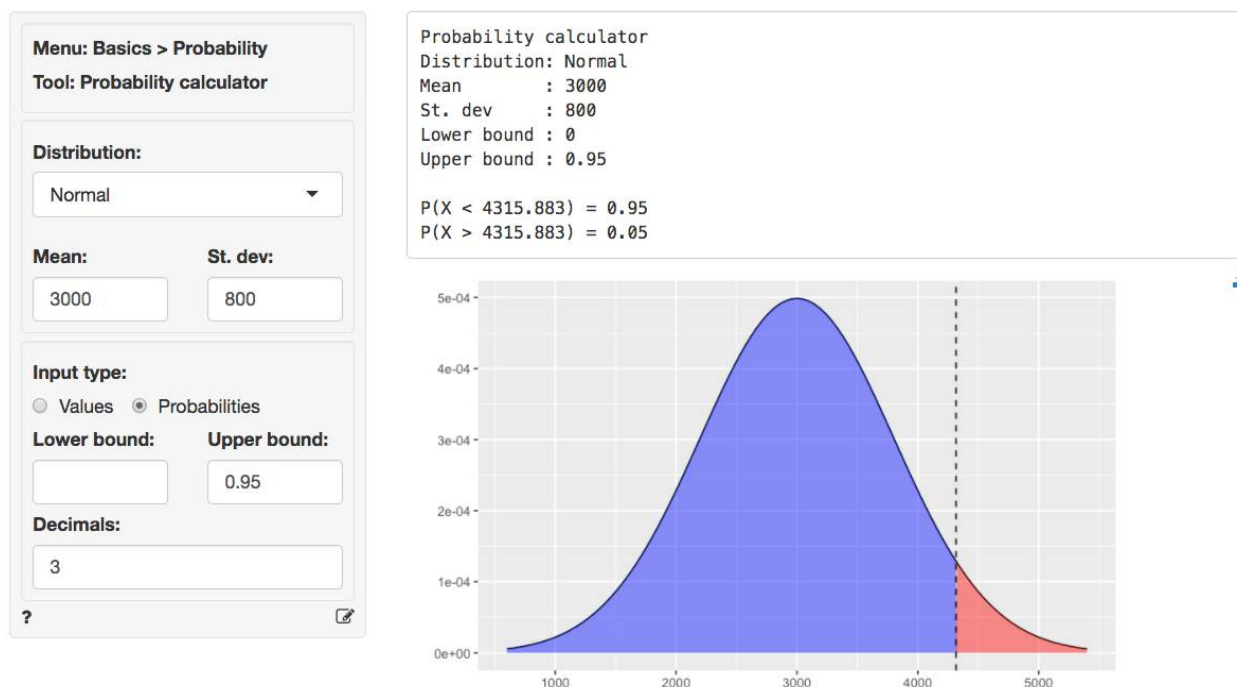 Menu: Basics > Probability
Tool: Probability calculator
Distribution:
Normal
Mean: St. dev:
3000 800
Input type:
Values Probabilities
Lower bound: Upper bound:
0.95
Decimals:
3
?
Probability calculator
Distribution: Normal
Mean : 3000
St. dev : 800
Lower bound : 0
Upper bound : 0.95
P(X < 4315.883) = 0.95
P(X > 4315.883) = 0.05
5e-04
4e-04
3e-04
2e-04
1e-04
0e+00
1000 2000 3000 4000 5000